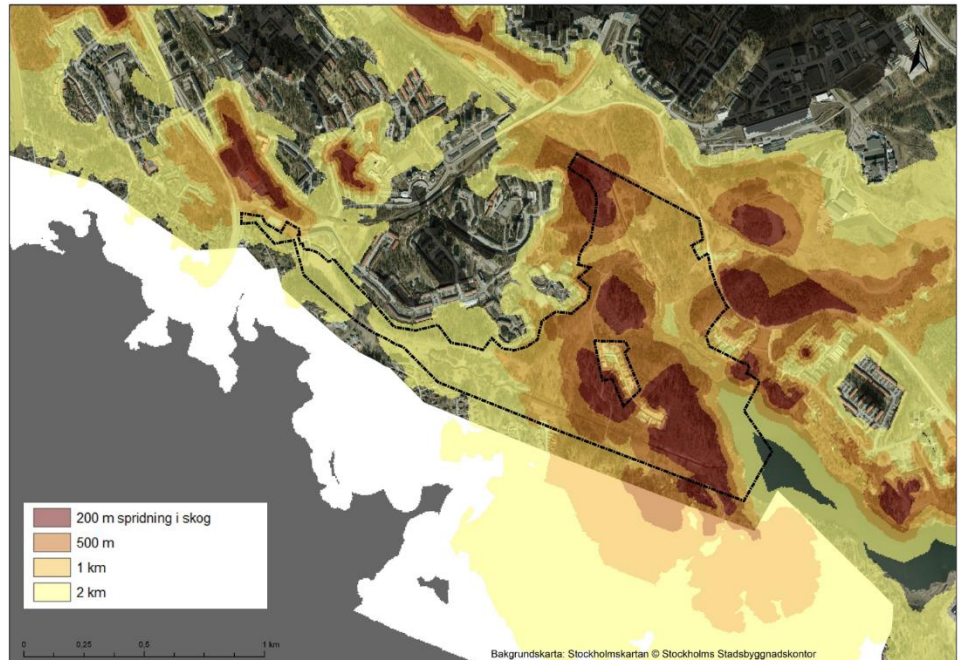 N
200 m spridning i skog
500 m
1 km
2 km
0 0,25 0,5 1 km
Bakgrundskarta: Stockholmskartan © Stockholms Stadsbyggnadskontor